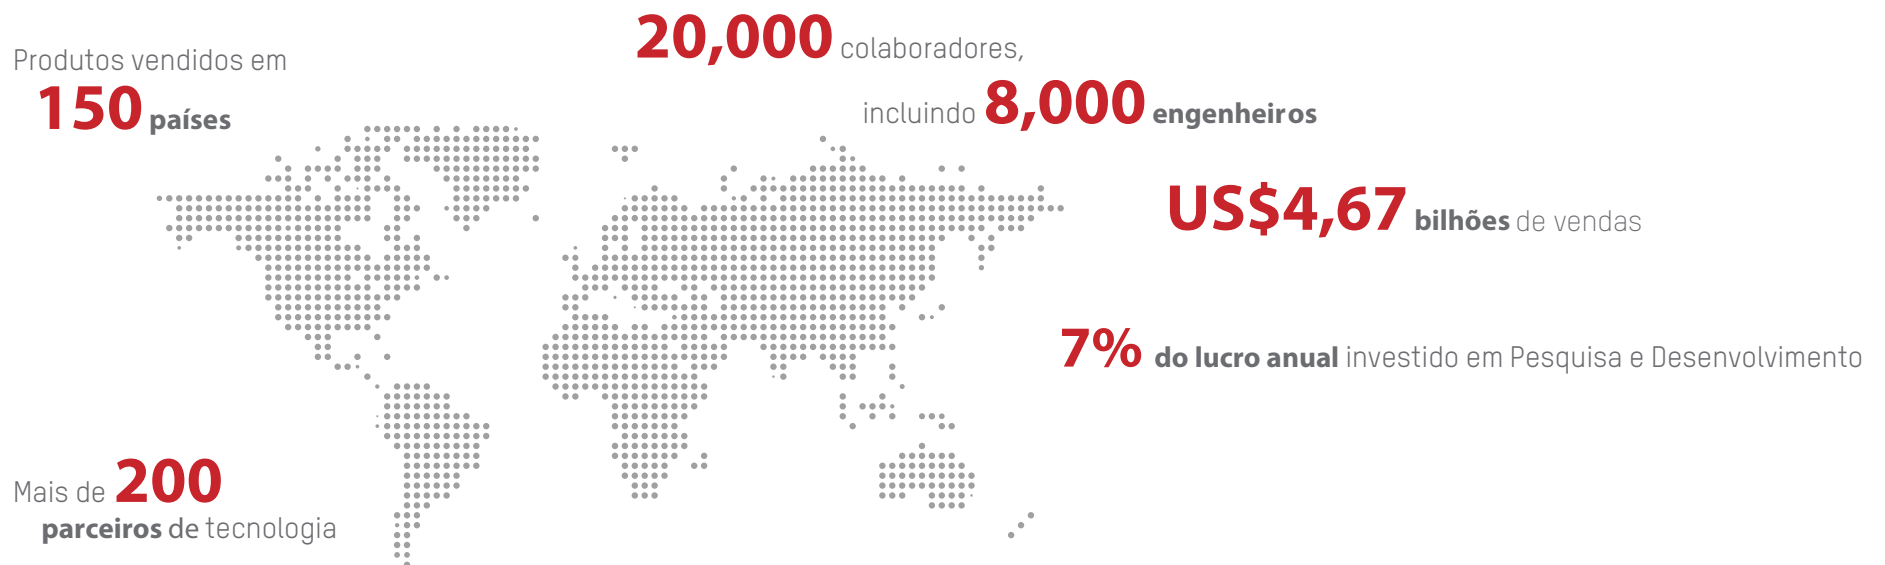 Produtos vendidos em
150 países
20,000 colaboradores,
incluindo 8,000 engenheiros
US$4,67 bilhões de vendas
7% do lucro anual investido em Pesquisa e Desenvolvimento
Mais de 200
parceiros de tecnologia